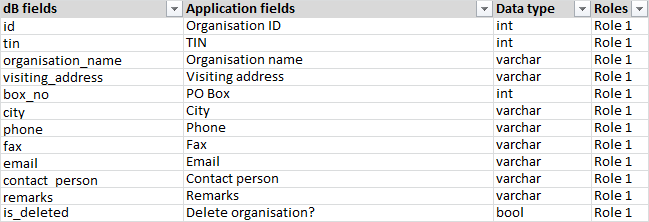 dB fields Application fields Data type Roles
id Organisation ID int Role 1
tin TIN int Role 1
organisation_name Organisation name varchar Role 1
visiting_address Visiting address varchar Role 1
box_no PO Box int Role 1
city City varchar Role 1
phone Phone varchar Role 1
fax Fax varchar Role 1
email Email varchar Role 1
contact_person Contact person varchar Role 1
remarks Remarks varchar Role 1
is_deleted Delete organisation? bool Role 1